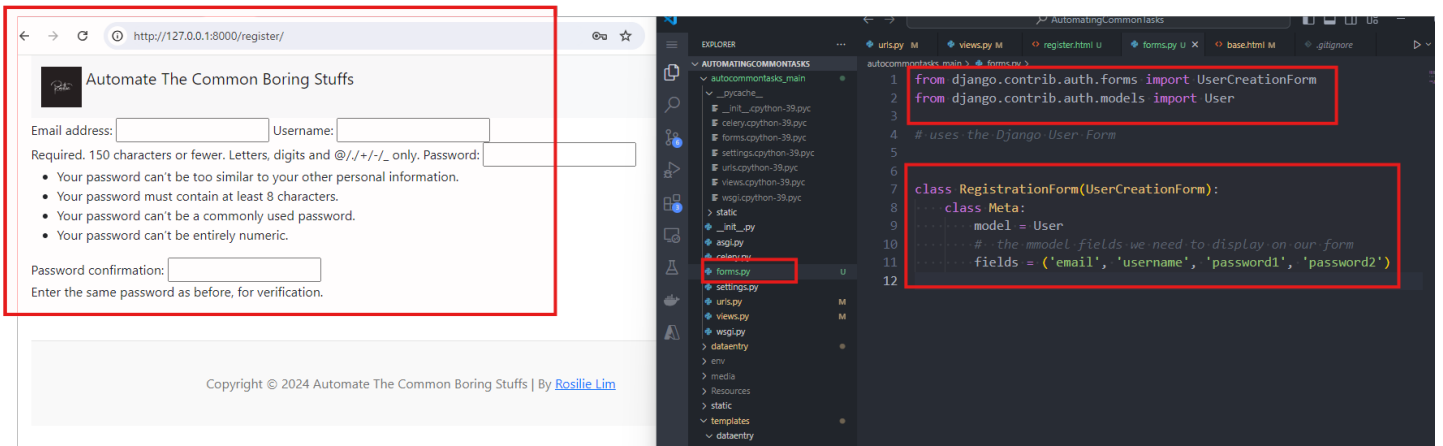 http://127.0.0.1:8000/register/
Automate The Common Boring Stuffs
Email address: Username:
Required. 150 characters or fewer. Letters, digits and @/./+/-/_ only. Password:
• Your password can't be too similar to your other personal information.
• Your password must contain at least 8 characters.
• Your password can't be a commonly used password.
• Your password can't be entirely numeric.
Password confirmation:
Enter the same password as before, for verification.
Copyright © 2024 Automate The Common Boring Stuffs | By Rosilie Lim
AutomatingCommonTasks
EXPLORER ...
AUTOMATINGCOMMONTASKS
autocommontasks_main
__pycache__
__init__.cpython-39.pyc
celery.cpython-39.pyc
forms.cpython-39.pyc
settings.cpython-39.pyc
urls.cpython-39.pyc
views.cpython-39.pyc
wsgi.cpython-39.pyc
static
__init__.py
asgi.py
celery.py
forms.py U
settings.py
urls.py M
views.py M
wsgi.py
dataentry
env
media
Resources
static
templates
dataentry
6
3
urls.py M views.py M register.html U forms.py U X base.html M .gitignore
autocommontasks_main > forms.py >
1 from django.contrib.auth.forms import UserCreationForm
2 from django.contrib.auth.models import User
3
4 # uses the Django User Form
5
6
7 class RegistrationForm(UserCreationForm):
8 class Meta:
9 model = User
10 # the mmodel fields we need to display on our form
11 fields = ('email', 'username', 'password1', 'password2')
12